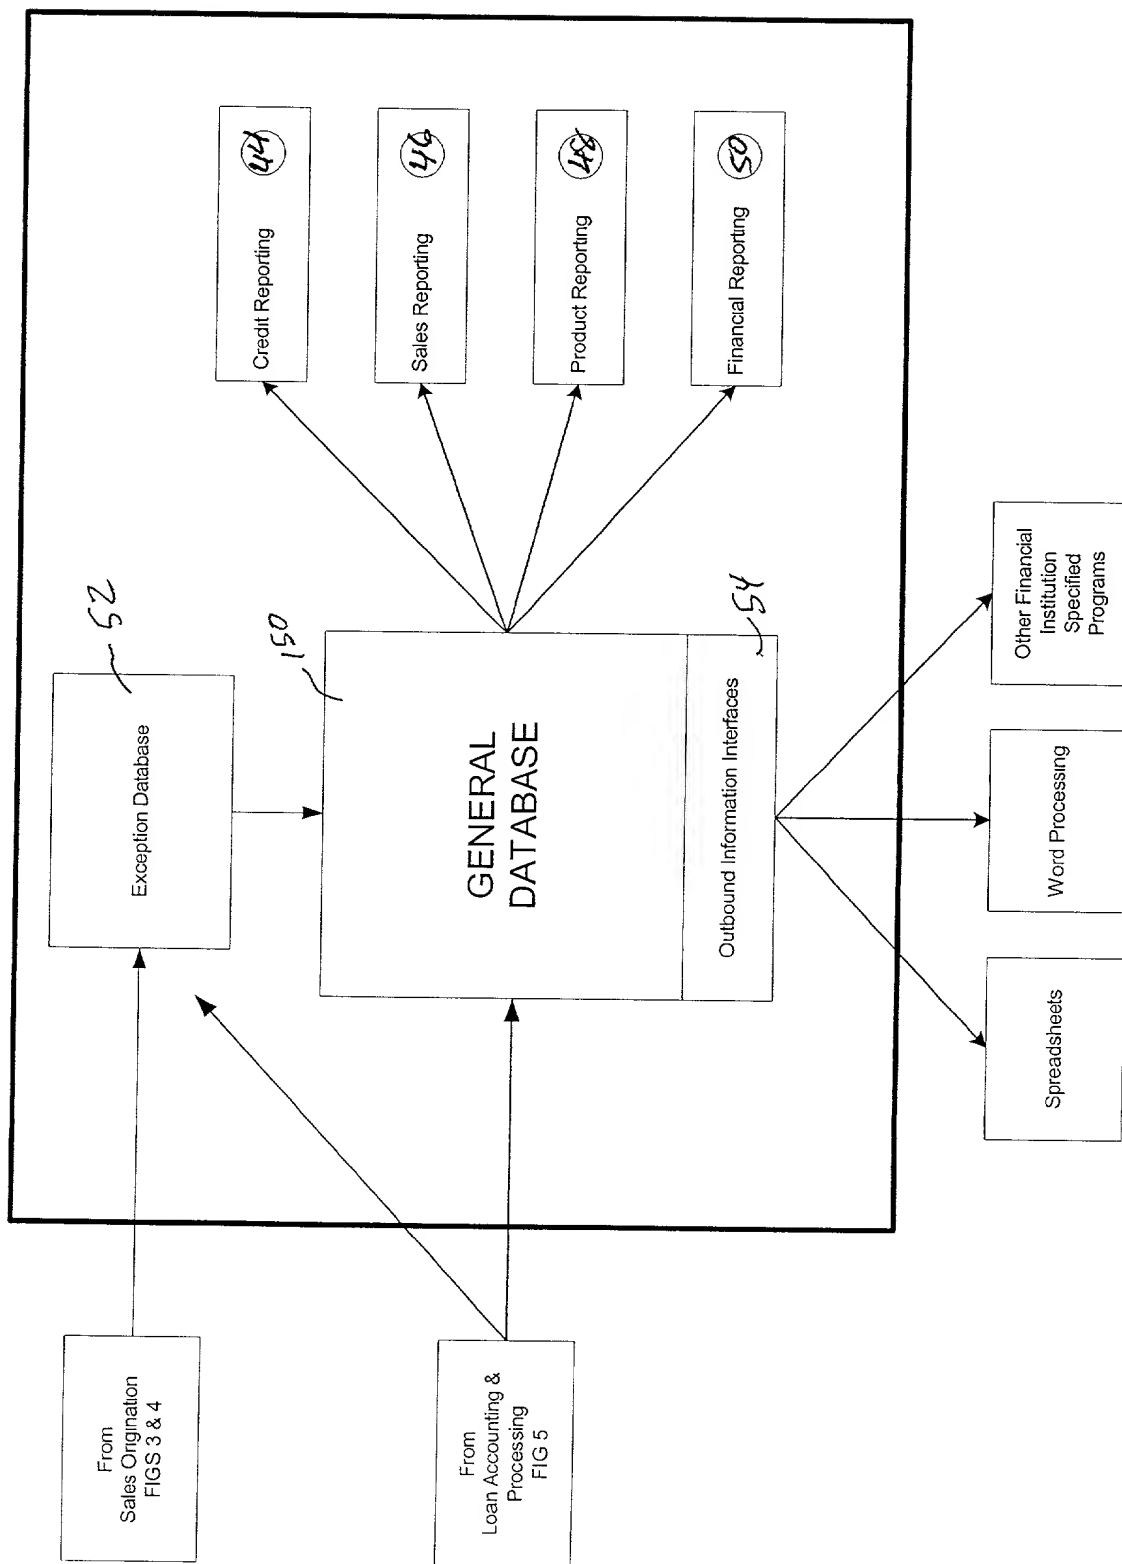 From
Sales Origination
FIGS 3 & 4
From
Loan Accounting &
Processing
FIG 5
Exception Database
52
150
GENERAL
DATABASE
Outbound Information Interfaces
54
Credit Reporting
44
Sales Reporting
46
Product Reporting
48
Financial Reporting
50
Spreadsheets
Word Processing
Other Financial
Institution
Specified
Programs